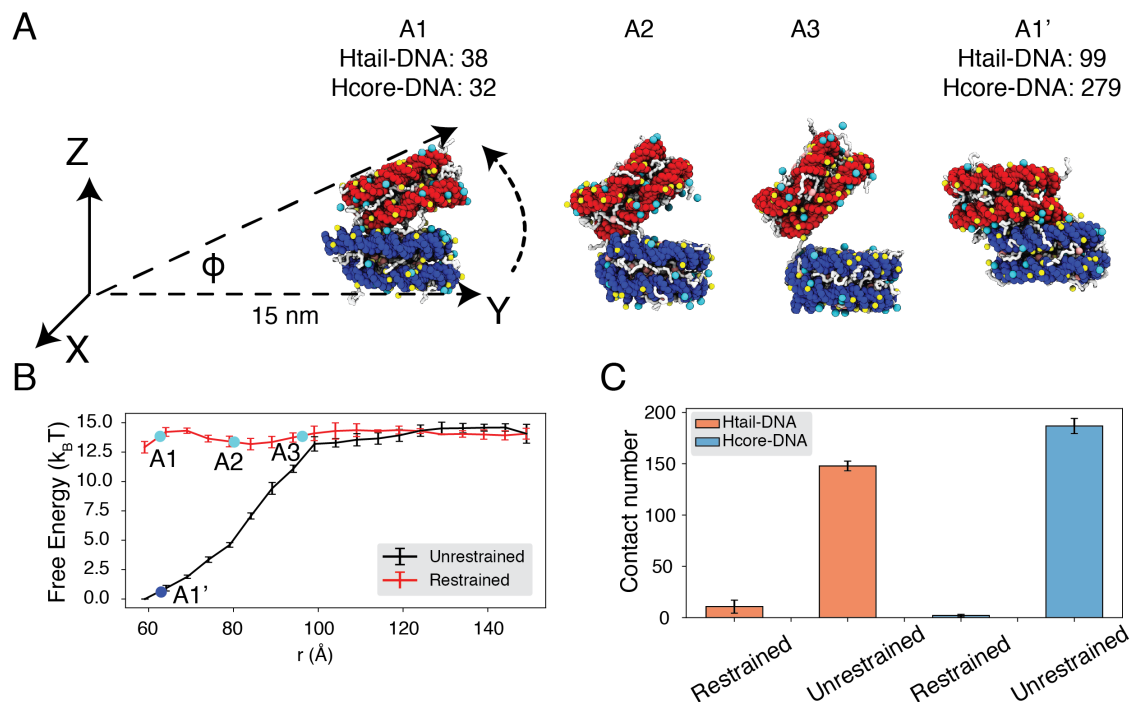 A
A1
Htail-DNA: 38
Hcore-DNA: 32
A2
A3
A1’
Htail-DNA: 99
Hcore-DNA: 279
Z
ϕ
15 nm
Y
X
B
15.0
12.5
10.0
7.5
5.0
2.5
0.0
Free Energy (kBT)
A1
A2
A3
A1’
Unrestrained
Restrained
60
80
100
120
140
r (Å)
C
200
150
100
50
0
Contact number
Htail-DNA
Hcore-DNA
Restrained
Unrestrained
Restrained
Unrestrained